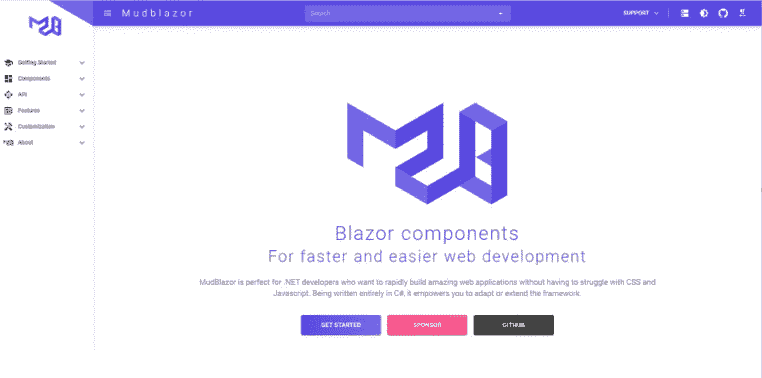 Mudblazor
Search
SUPPORT
Getting Started
Components
API
Features
Customization
About
Blazor components
For faster and easier web development
MudBlazor is perfect for .NET developers who want to rapidly build amazing web applications without having to struggle with CSS and
Javascript. Being written entirely in C#, it empowers you to adapt or extend the framework.
GET STARTED
SPONSOR
GITHUB